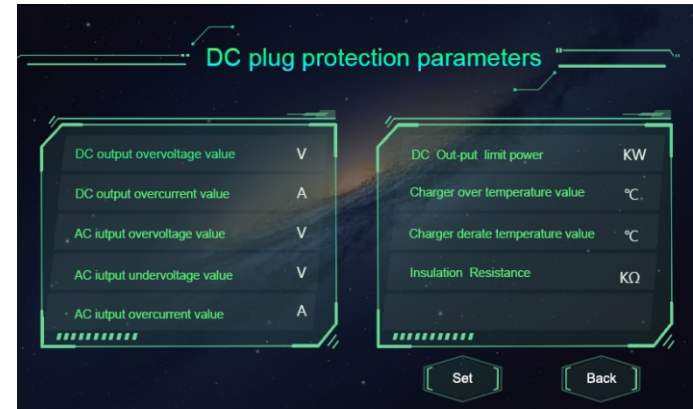 DC plug protection parameters
DC output overvoltage value V
DC output overcurrent value A
AC iutput overvoltage value V
AC iutput undervoltage value V
AC iutput overcurrent value A
DC Out-put limit power KW
Charger over temperature value ℃
Charger derate temperature value ℃
Insulation Resistance KΩ
Set
Back